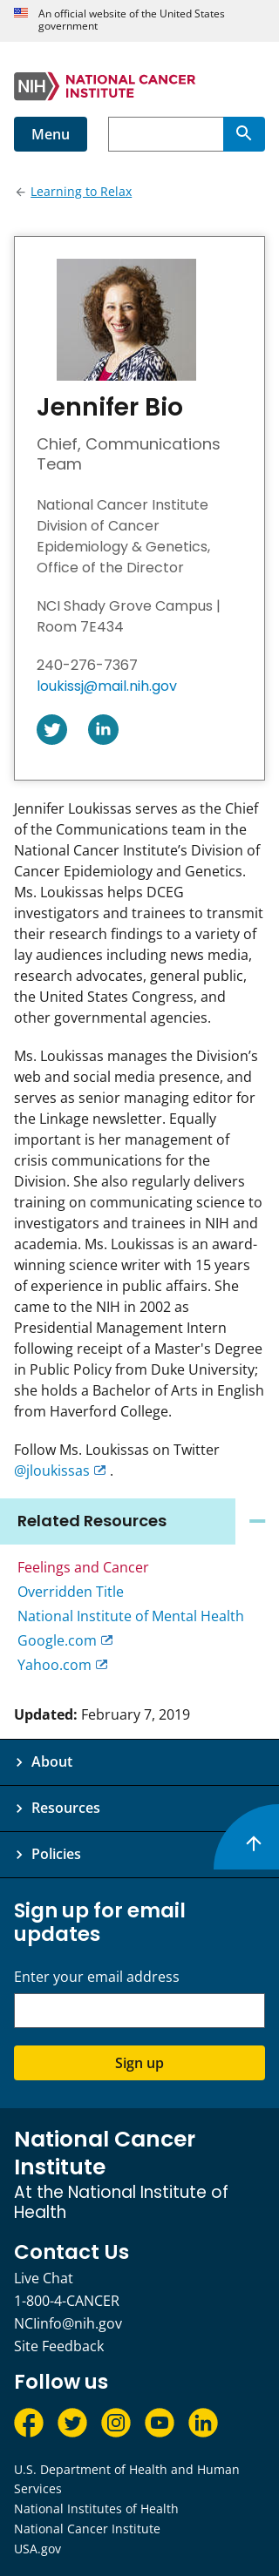 An official website of the United States
government
NIH NATIONAL CANCER
INSTITUTE
Menu
Learning to Relax
Jennifer Bio
Chief, Communications
Team
National Cancer Institute
Division of Cancer
Epidemiology & Genetics,
Office of the Director
NCI Shady Grove Campus |
Room 7E434
240-276-7367
loukissj@mail.nih.gov
Jennifer Loukissas serves as the Chief
of the Communications team in the
National Cancer Institute’s Division of
Cancer Epidemiology and Genetics.
Ms. Loukissas helps DCEG
investigators and trainees to transmit
their research findings to a variety of
lay audiences including news media,
research advocates, general public,
the United States Congress, and
other governmental agencies.
Ms. Loukissas manages the Division’s
web and social media presence, and
serves as senior managing editor for
the Linkage newsletter. Equally
important is her management of
crisis communications for the
Division. She also regularly delivers
training on communicating science to
investigators and trainees in NIH and
academia. Ms. Loukissas is an award-
winning science writer with 15 years
of experience in public affairs. She
came to the NIH in 2002 as
Presidential Management Intern
following receipt of a Master's Degree
in Public Policy from Duke University;
she holds a Bachelor of Arts in English
from Haverford College.
Follow Ms. Loukissas on Twitter
@jloukissas .
Related Resources
Feelings and Cancer
Overridden Title
National Institute of Mental Health
Google.com
Yahoo.com
Updated: February 7, 2019
About
Resources
Policies
Sign up for email
updates
Enter your email address
Sign up
National Cancer
Institute
At the National Institute of
Health
Contact Us
Live Chat
1-800-4-CANCER
NCIinfo@nih.gov
Site Feedback
Follow us
U.S. Department of Health and Human
Services
National Institutes of Health
National Cancer Institute
USA.gov